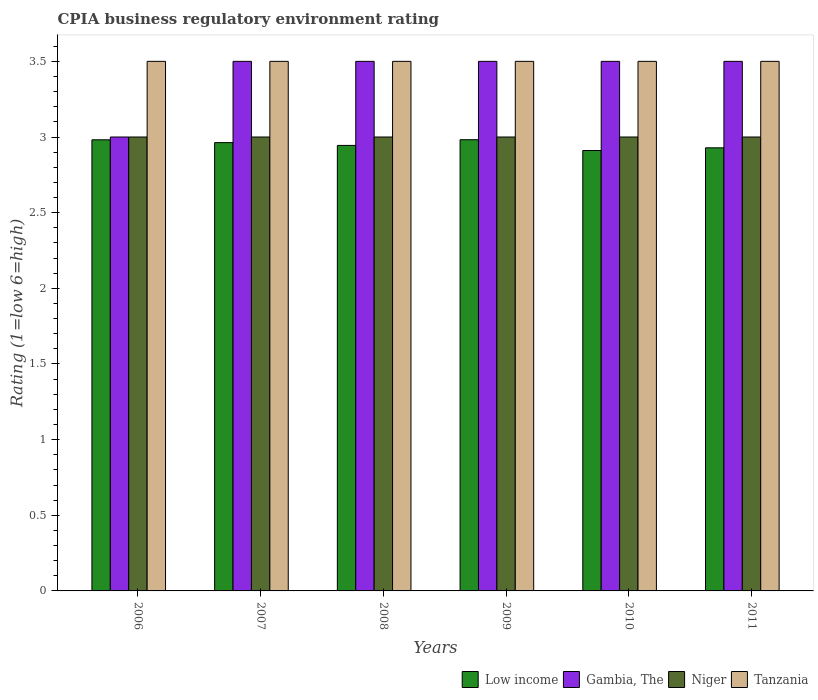 CPIA business regulatory environment rating
Rating (1=low 6=high)
3.5
3
2.5
2
1.5
1
0.5
0
2006
2007
2008
2009
2010
2011
Years
Low income
Gambia, The
Niger
Tanzania